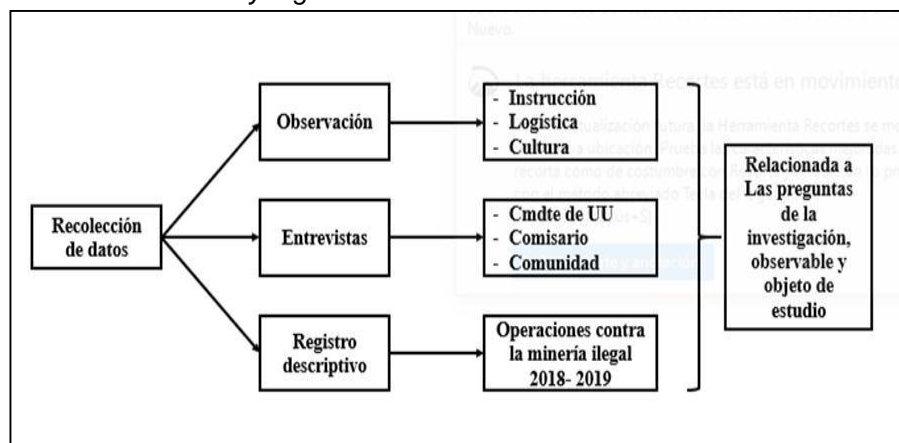 Nuevo.
La herramienta Recortes está en movimiento
Recolección
de datos
Observación
- Instrucción
- Logística
- Cultura
Entrevistas
- Cmdte de UU
- Comisario
- Comunidad
Registro
descriptivo
Operaciones contra
la minería ilegal
2018- 2019
Relacionada a
Las preguntas
de la
investigación,
observable y
objeto de
estudio